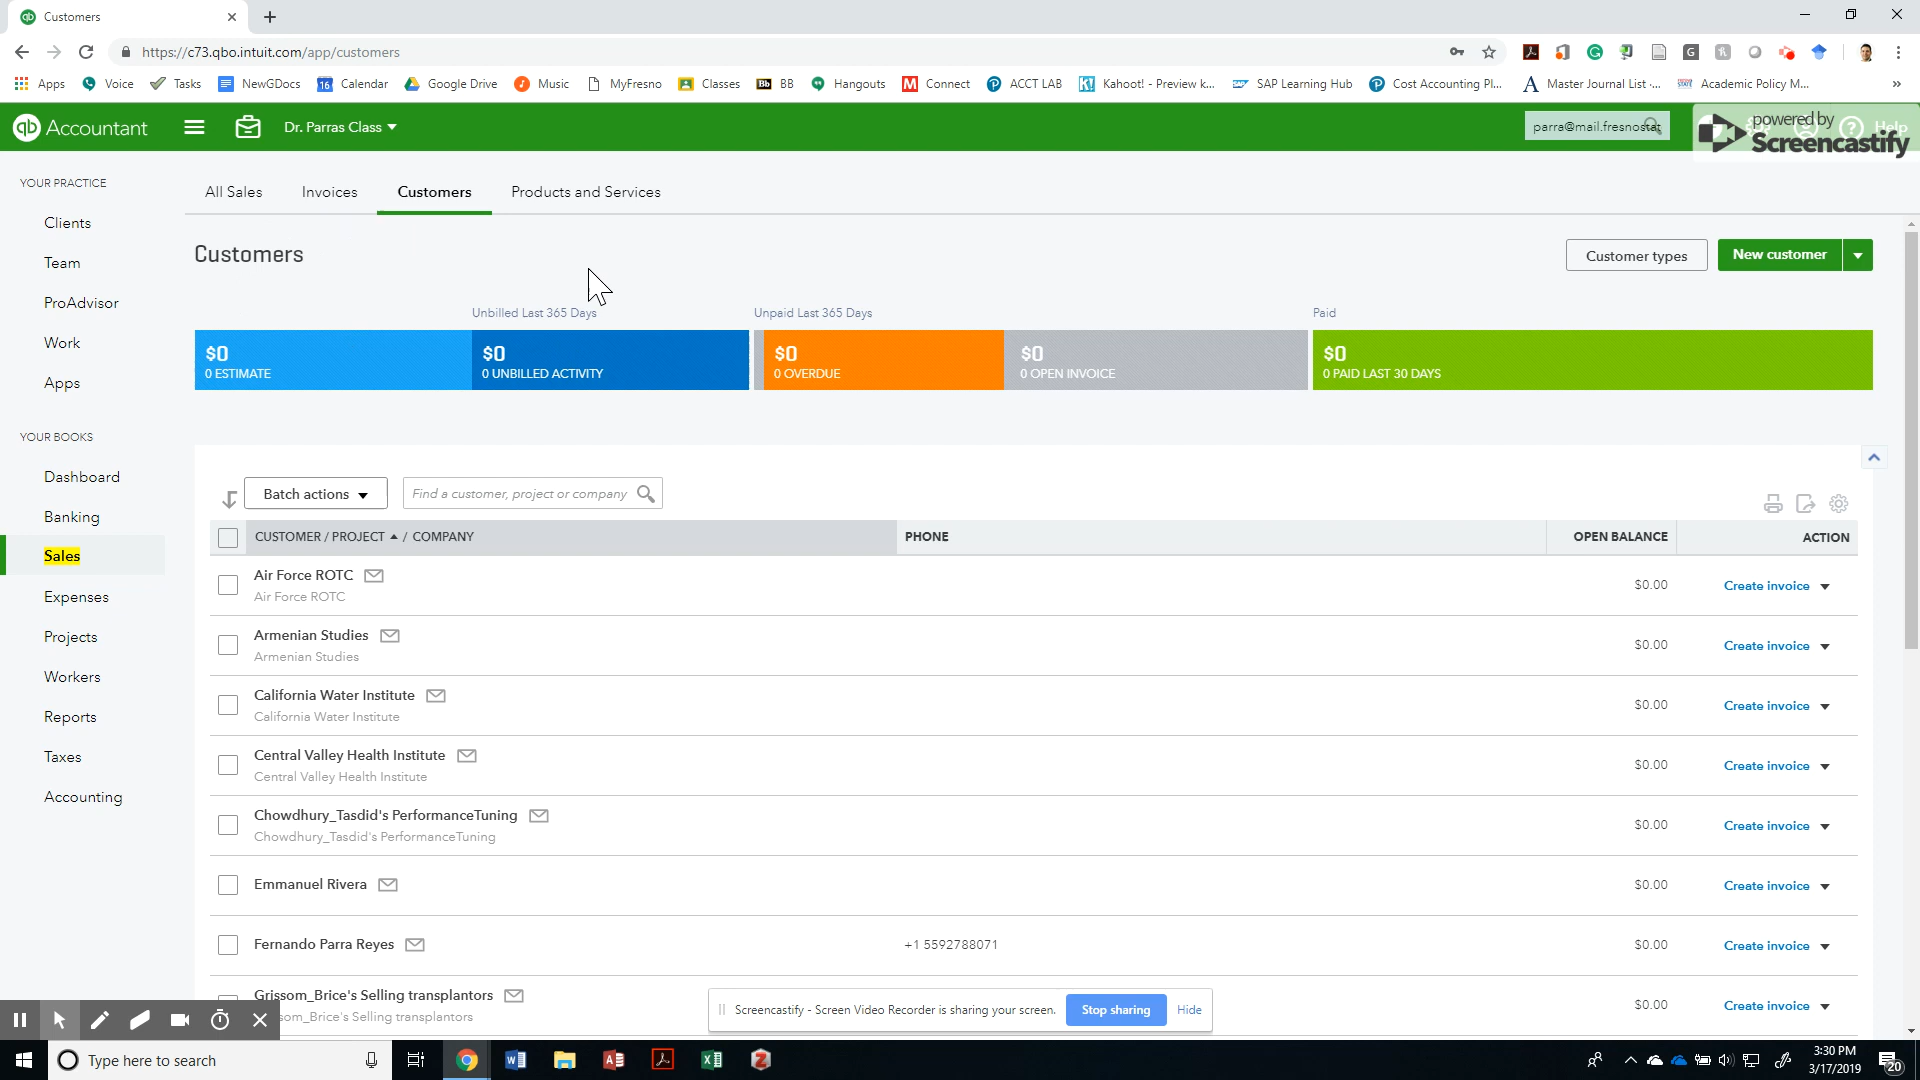 Customers
https://c73.qbo.intuit.com/app/customers
Apps Voice Tasks NewGDocs Calendar Google Drive Music MyFresno Classes BB Hangouts Connect ACCT LAB Kahoot! - Preview k... SAP Learning Hub Cost Accounting Pl... Master Journal List -... Academic Policy M... »
qb Accountant Dr. Parras Class parra@mail.fresnostat Help
powered by
Screencastify
YOUR PRACTICE
Clients
Team
ProAdvisor
Work
Apps
YOUR BOOKS
Dashboard
Banking
Sales
Expenses
Projects
Workers
Reports
Taxes
Accounting
All Sales Invoices Customers Products and Services
Customers
Customer types New customer
Unbilled Last 365 Days Unpaid Last 365 Days Paid
$0 $0 $0 $0 $0
0 ESTIMATE 0 UNBILLED ACTIVITY 0 OVERDUE 0 OPEN INVOICE 0 PAID LAST 30 DAYS
Batch actions Find a customer, project or company
CUSTOMER / PROJECT / COMPANY PHONE OPEN BALANCE ACTION
Air Force ROTC $0.00 Create invoice
Air Force ROTC
Armenian Studies $0.00 Create invoice
Armenian Studies
California Water Institute $0.00 Create invoice
California Water Institute
Central Valley Health Institute $0.00 Create invoice
Central Valley Health Institute
Chowdhury_Tasdid's PerformanceTuning $0.00 Create invoice
Chowdhury_Tasdid's PerformanceTuning
Emmanuel Rivera $0.00 Create invoice
Fernando Parra Reyes +1 5592788071 $0.00 Create invoice
Grissom_Brice's Selling transplantors $0.00 Create invoice
som_Brice's Selling transplantors
Screencastify - Screen Video Recorder is sharing your screen. Stop sharing Hide
Type here to search
3:30 PM
3/17/2019
20